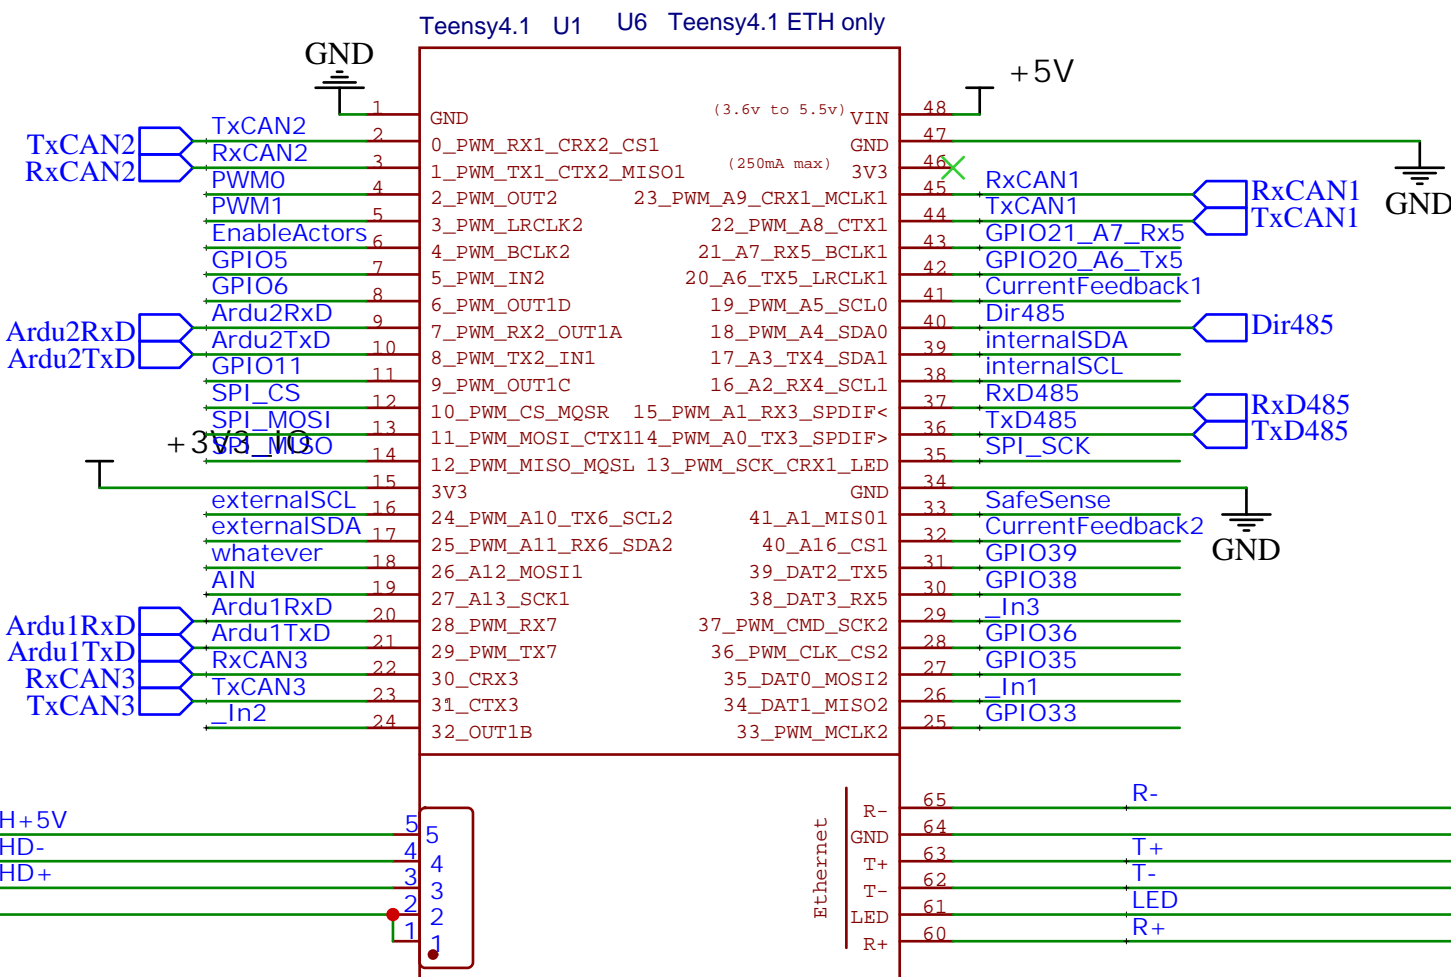 Teensy4.1 U1 U6 Teensy4.1 ETH only
GND
+5V
1 GND (3.6v to 5.5v) VIN 48
TxCAN2 TxCAN2 2 0_PWM_RX1_CRX2_CS1 GND 47
RxCAN2 RxCAN2 3 1_PWM_TX1_CTX2_MISO1 (250mA max) 3V3 46
GND
PWM0 4 2_PWM_OUT2 23_PWM_A9_CRX1_MCLK1 45 RxCAN1 RxCAN1
PWM1 5 3_PWM_LRCLK2 22_PWM_A8_CTX1 44 TxCAN1 TxCAN1
EnableActors 6 4_PWM_BCLK2 21_A7_RX5_BCLK1 43 GPIO21_A7_Rx5
GPIO5 7 5_PWM_IN2 20_A6_TX5_LRCLK1 42 GPIO20_A6_Tx5
GPIO6 8 6_PWM_OUT1D 19_PWM_A5_SCL0 41 CurrentFeedback1
Ardu2RxD Ardu2RxD 9 7_PWM_RX2_OUT1A 18_PWM_A4_SDA0 40 Dir485 Dir485
Ardu2TxD Ardu2TxD 10 8_PWM_TX2_IN1 17_A3_TX4_SDA1 39 internalSDA
GPIO11 11 9_PWM_OUT1C 16_A2_RX4_SCL1 38 internalSCL
SPI_CS 12 10_PWM_CS_MQSR 15_PWM_A1_RX3_SPDIF< 37 RxD485 RxD485
SPI_MOSI 13 11_PWM_MOSI_CTX114_PWM_A0_TX3_SPDIF> 36 TxD485 TxD485
+3V3_IO SPI_MISO 14 12_PWM_MISO_MQSL 13_PWM_SCK_CRX1_LED 35 SPI_SCK
15 3V3 GND 34
externalSCL 16 24_PWM_A10_TX6_SCL2 41_A1_MIS01 33 SafeSense
externalSDA 17 25_PWM_A11_RX6_SDA2 40_A16_CS1 32 CurrentFeedback2
GND
whatever 18 26_A12_MOSI1 39_DAT2_TX5 31 GPIO39
AIN 19 27_A13_SCK1 38_DAT3_RX5 30 GPIO38
Ardu1RxD Ardu1RxD 20 28_PWM_RX7 37_PWM_CMD_SCK2 29 _In3
Ardu1TxD Ardu1TxD 21 29_PWM_TX7 36_PWM_CLK_CS2 28 GPIO36
RxCAN3 RxCAN3 22 30_CRX3 35_DAT0_MOSI2 27 GPIO35
TxCAN3 TxCAN3 23 31_CTX3 34_DAT1_MISO2 26 _In1
_In2 24 32_OUT1B 33_PWM_MCLK2 25 GPIO33
Ethernet
R- 65 R-
H+5V 5 5 GND 64
HD- 4 4 T+ 63 T+
HD+ 3 3 T- 62 T-
2 2 LED 61 LED
1 1 R+ 60 R+